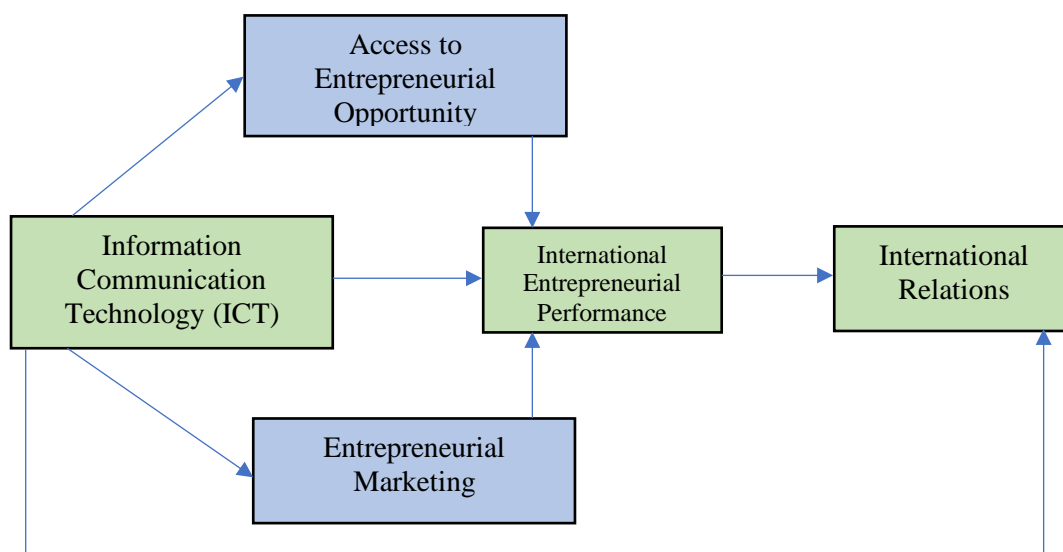 Access to
Entrepreneurial
Opportunity
Information
Communication
Technology (ICT)
International
Entrepreneurial
Performance
International
Relations
Entrepreneurial
Marketing